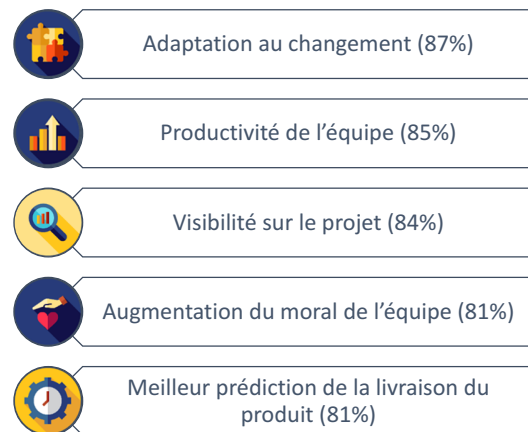 Adaptation au changement (87%)
Productivité de l’équipe (85%)
Visibilité sur le projet (84%)
Augmentation du moral de l’équipe (81%)
Meilleur prédiction de la livraison du
produit (81%)